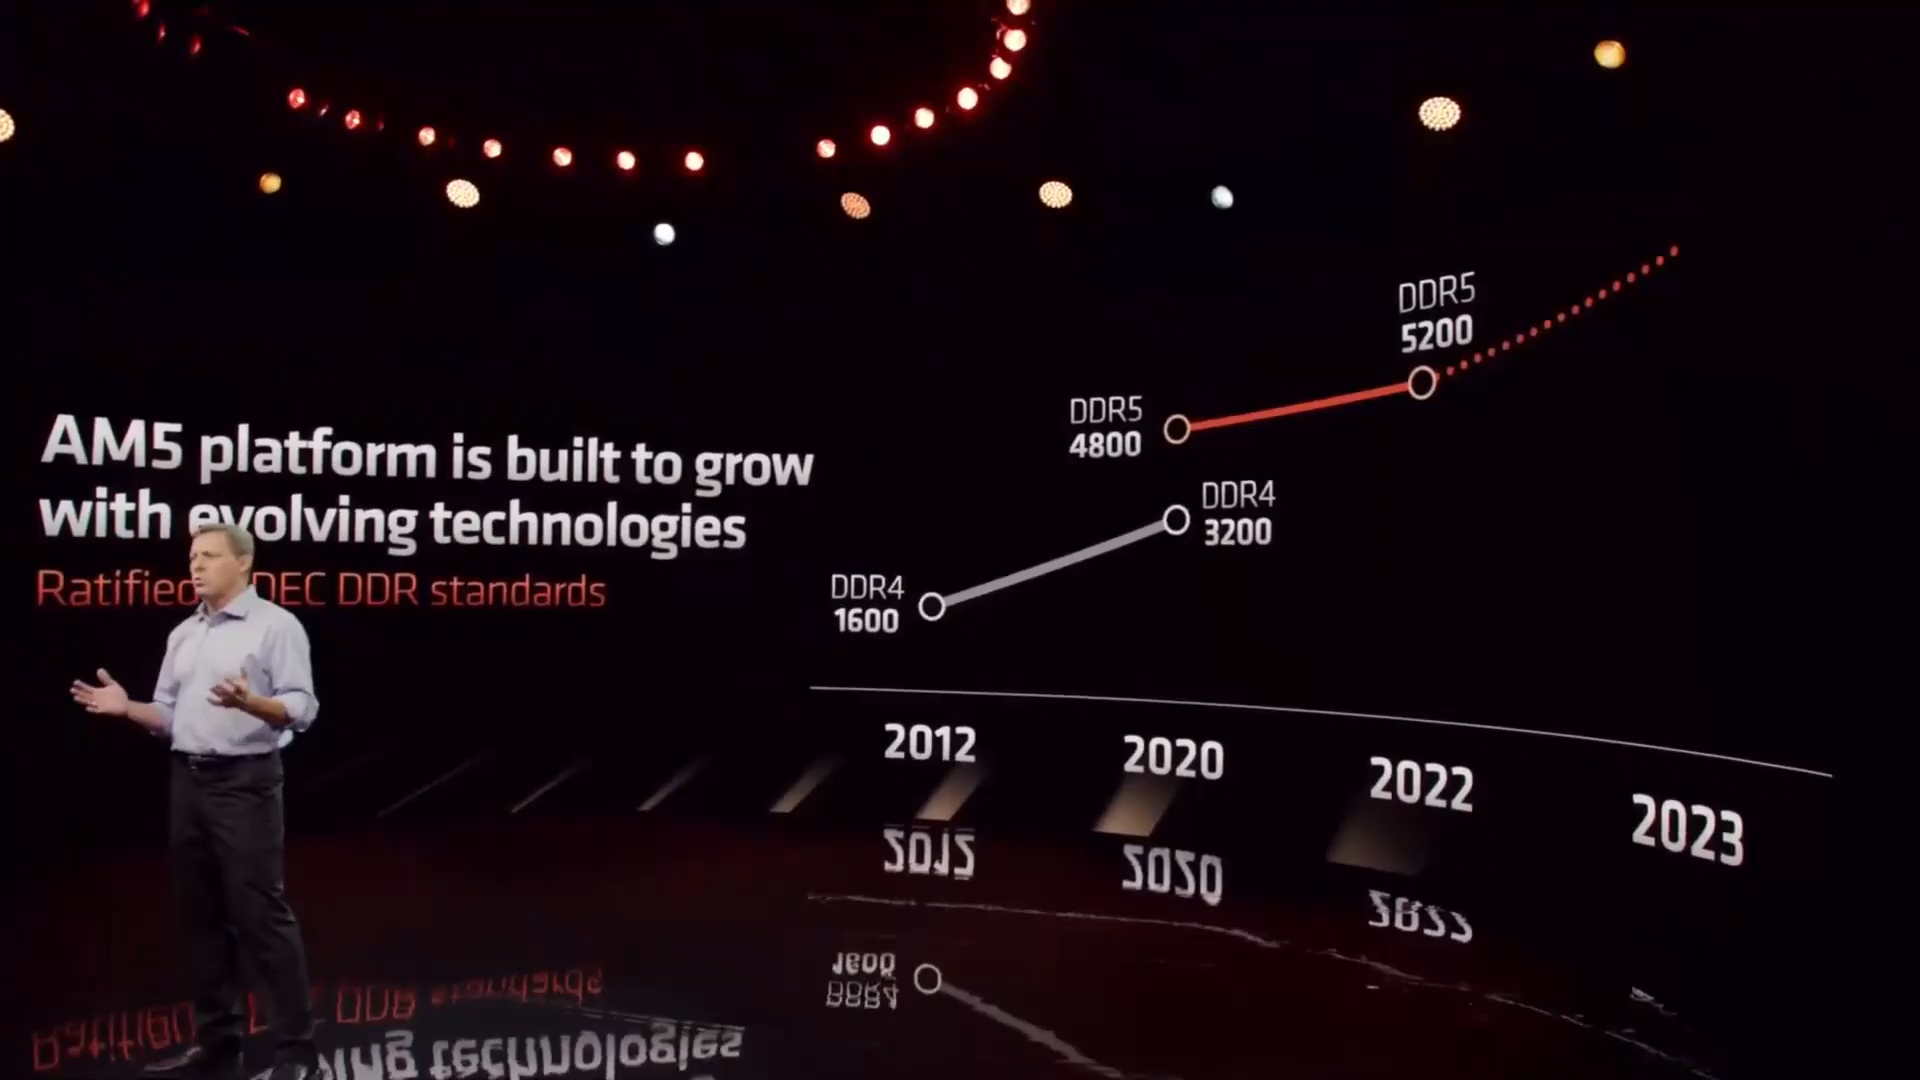 AM5 platform is built to grow
with evolving technologies
Ratified DEC DDR standards
DDR5
5200
DDR5
4800
DDR4
3200
DDR4
1600
2012
2020
2022
2023